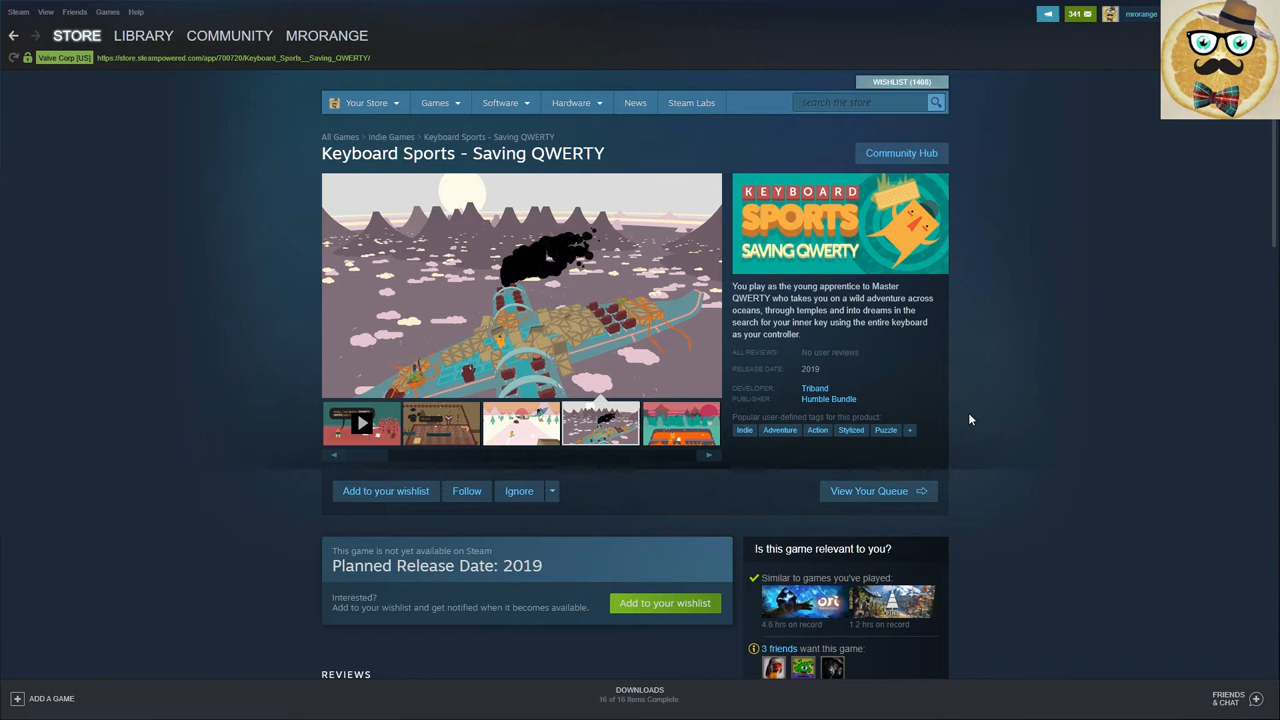 Steam View Friends Games Help
341
mrorange
STORE LIBRARY COMMUNITY MRORANGE
Valve Corp [US] https://store.steampowered.com/app/700720/Keyboard_Sports__Saving_QWERTY/
WISHLIST (1408)
Your Store Games Software Hardware News Steam Labs search the store
All Games > Indie Games > Keyboard Sports - Saving QWERTY
Keyboard Sports - Saving QWERTY
Community Hub
KEYBOARD
SPORTS
SAVING QWERTY
You play as the young apprentice to Master
QWERTY who takes you on a wild adventure across
oceans, through temples and into dreams in the
search for your inner key using the entire keyboard
as your controller.
ALL REVIEWS: No user reviews
RELEASE DATE: 2019
DEVELOPER: Triband
PUBLISHER: Humble Bundle
Popular user-defined tags for this product:
Indie Adventure Action Stylized Puzzle +
Add to your wishlist Follow Ignore View Your Queue
This game is not yet available on Steam
Planned Release Date: 2019
Interested?
Add to your wishlist and get notified when it becomes available.
Add to your wishlist
Is this game relevant to you?
Similar to games you've played:
ori
4.6 hrs on record 1.2 hrs on record
3 friends want this game:
REVIEWS
ADD A GAME
DOWNLOADS
16 of 16 Items Complete
FRIENDS
& CHAT